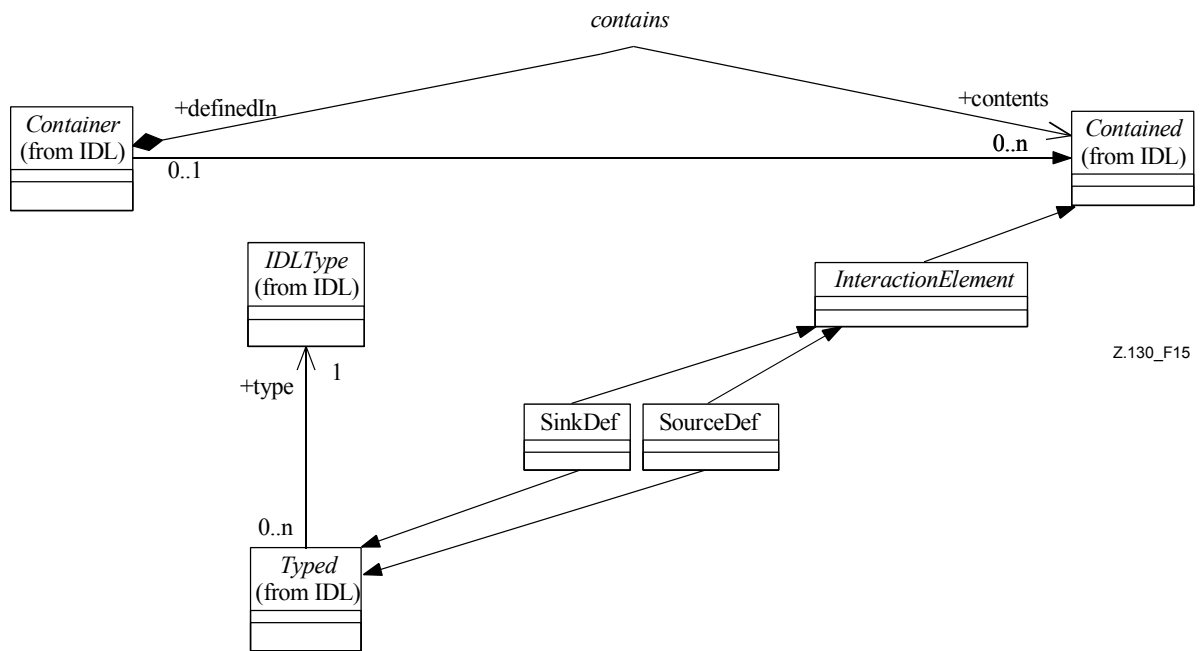 contains
+definedIn
+contents
Container
(from IDL)
Contained
(from IDL)
0..1
0..n
IDLType
(from IDL)
InteractionElement
Z.130_F15
+type
1
SinkDef
SourceDef
0..n
Typed
(from IDL)